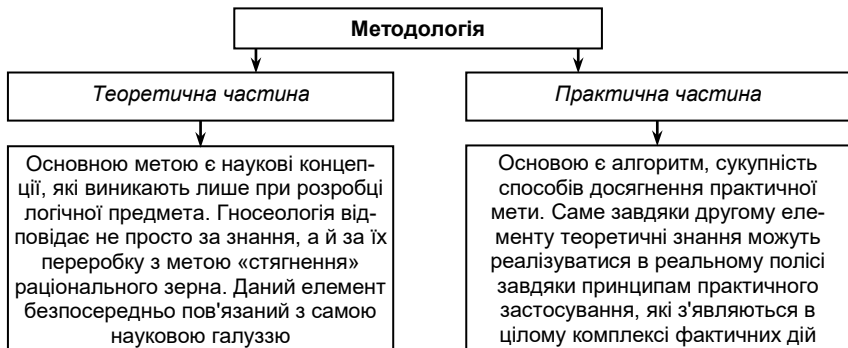 Методологія
Теоретична частина
Практична частина
Основною метою є наукові концеп-
ції, які виникають лише при розробці
логічної предмета. Гносеологія від-
повідає не просто за знання, а й за їх
переробку з метою «стягнення»
раціонального зерна. Даний елемент
безпосередньо пов'язаний з самою
науковою галуззю
Основою є алгоритм, сукупність
способів досягнення практичної
мети. Саме завдяки другому еле-
менту теоретичні знання можуть
реалізуватися в реальному полісі
завдяки принципам практичного
застосування, які з'являються в
цілому комплексі фактичних дій